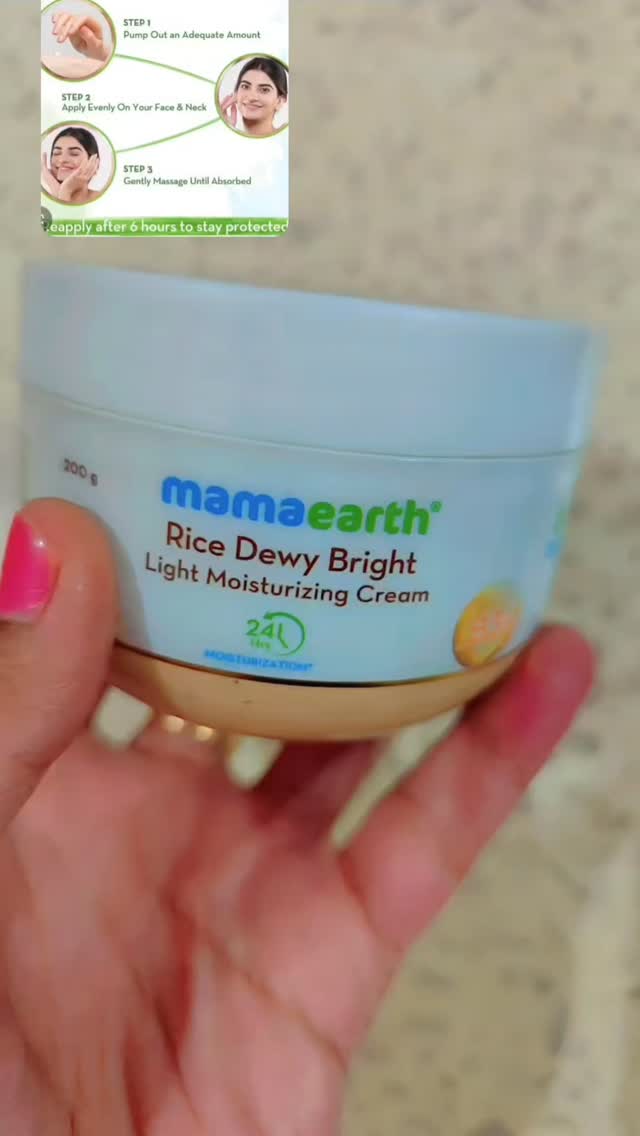 STEP 1
Pump Out an Adequate Amount
STEP 2
Apply Evenly On Your Face & Neck
STEP 3
Gently Massage Until Absorbed
eapply after 6 hours to stay protected
200 g
mamaearth®
Rice Dewy Bright
Light Moisturizing Cream
24
Hrs
MOISTURIZATION*